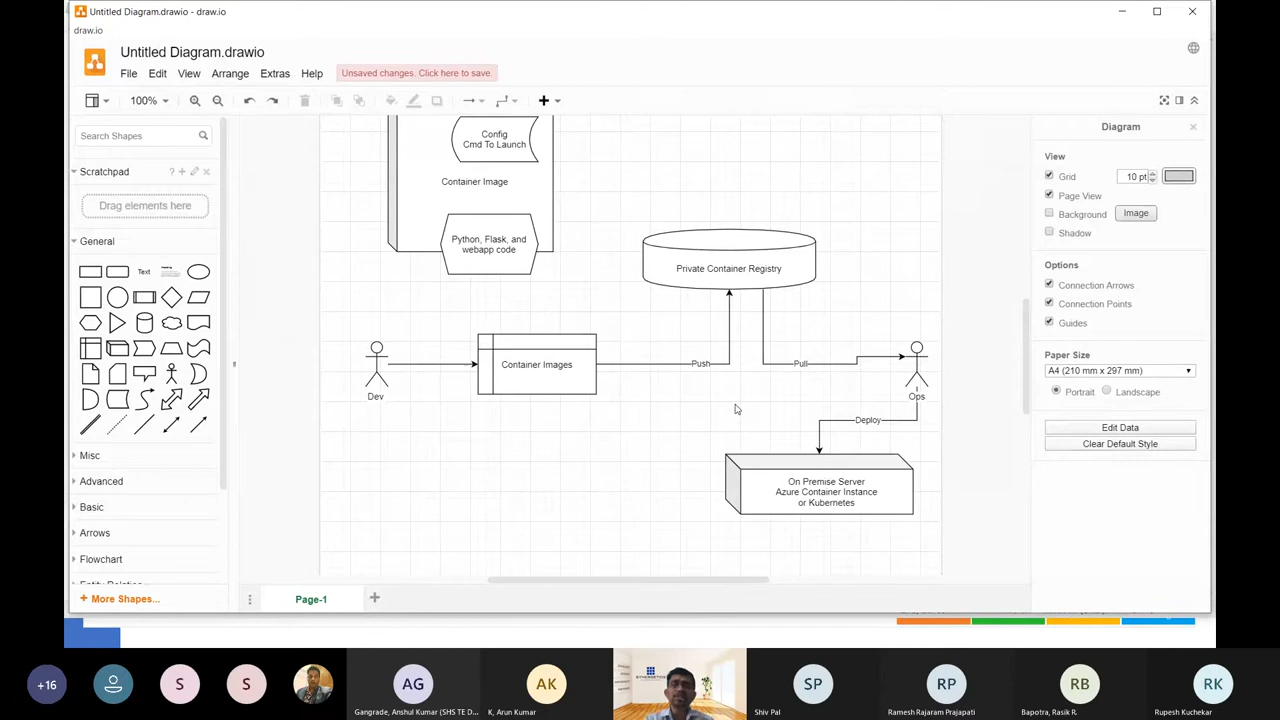 Untitled Diagram.drawio - draw.io
draw.io
Untitled Diagram.drawio
File Edit View Arrange Extras Help
Unsaved changes. Click here to save.
100%
Search Shapes
Scratchpad
Drag elements here
General
Text
Heading
Misc
Advanced
Basic
Arrows
Flowchart
+ More Shapes...
Config
Cmd To Launch
Container Image
Python, Flask, and
webapp code
Private Container Registry
Dev
Container Images
Push
Pull
Ops
Deploy
On Premise Server
Azure Container Instance
or Kubernetes
Page-1
Diagram
View
Grid
10 pt
Page View
Background
Image
Shadow
Options
Connection Arrows
Connection Points
Guides
Paper Size
A4 (210 mm x 297 mm)
Portrait
Landscape
Edit Data
Clear Default Style
+16
S
S
AG
Gangrade, Anshul Kumar (SHS TE D
AK
K, Arun Kumar
SYNERGETICS
SP
Shiv Pal
RP
Ramesh Rajaram Prajapati
RB
Bapotra, Rasik R.
RK
Rupesh Kuchekar